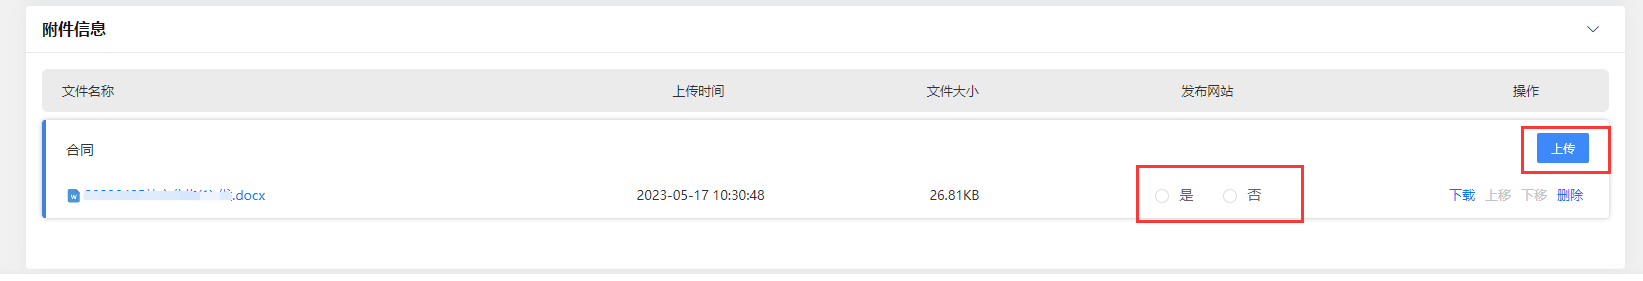 附件信息
文件名称 上传时间 文件大小 发布网站 操作
合同 上传
.docx 2023-05-17 10:30:48 26.81KB 是 否 下载 上移 下移 删除